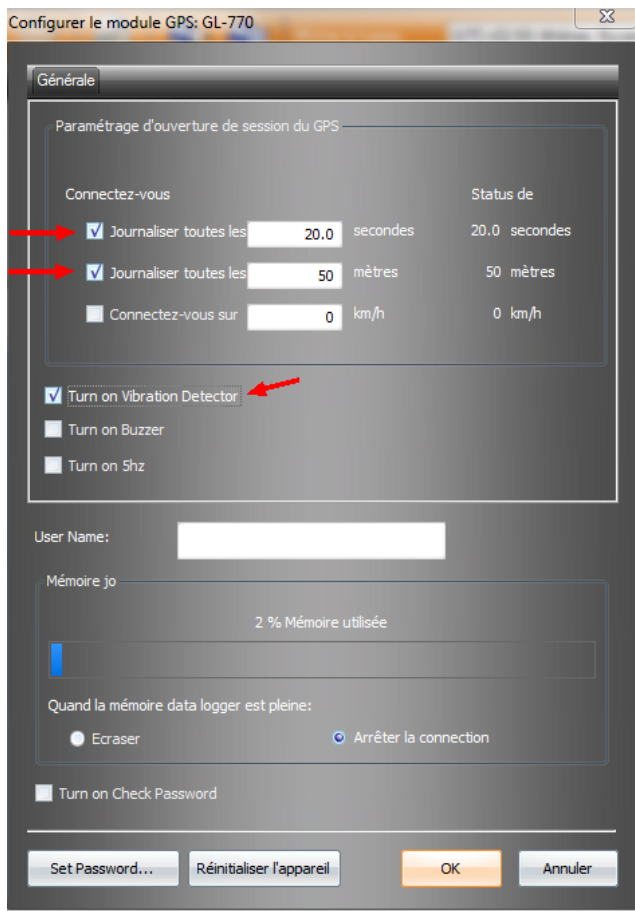 Configurer le module GPS: GL-770
Générale
Paramétrage d'ouverture de session du GPS
Connectez-vous Status de
Journaliser toutes les 20.0 secondes 20.0 secondes
Journaliser toutes les 50 mètres 50 mètres
Connectez-vous sur 0 km/h 0 km/h
Turn on Vibration Detector
Turn on Buzzer
Turn on 5hz
User Name:
Mémoire jo
2 % Mémoire utilisée
Quand la mémoire data logger est pleine:
Ecraser Arrêter la connection
Turn on Check Password
Set Password... Réinitialiser l'appareil OK Annuler